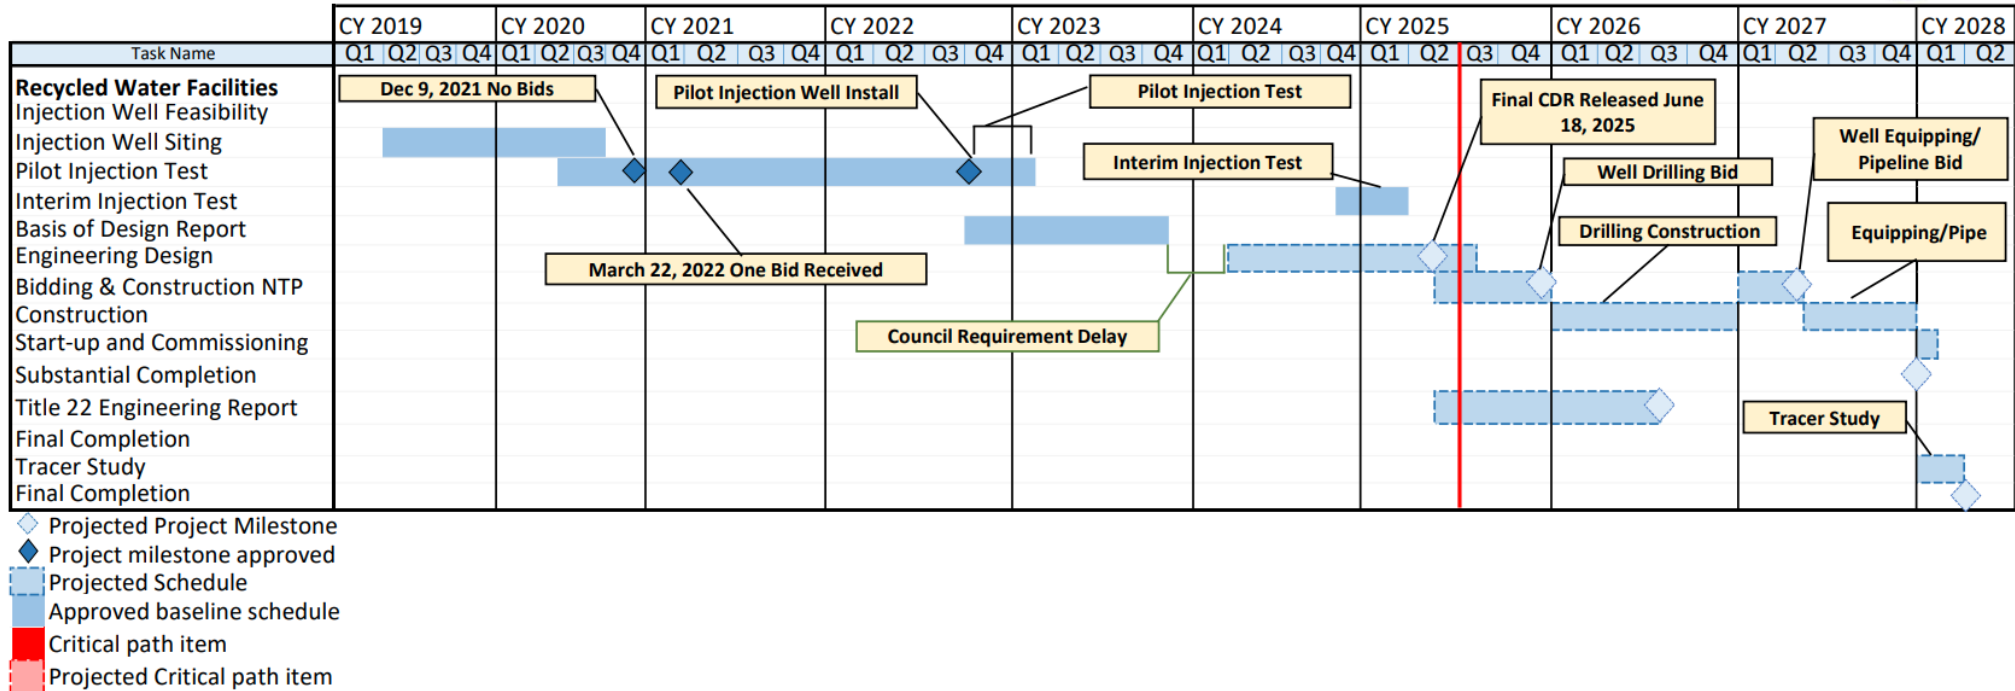 CY 2019 CY 2020 CY 2021 CY 2022 CY 2023 CY 2024 CY 2025 CY 2026 CY 2027 CY 2028
Task Name Q1 Q2 Q3 Q4 Q1 Q2 Q3 Q4 Q1 Q2 Q3 Q4 Q1 Q2 Q3 Q4 Q1 Q2 Q3 Q4 Q1 Q2 Q3 Q4 Q1 Q2 Q3 Q4 Q1 Q2 Q3 Q4 Q1 Q2 Q3 Q4 Q1 Q2
Recycled Water Facilities
Injection Well Feasibility
Injection Well Siting
Pilot Injection Test
Interim Injection Test
Basis of Design Report
Engineering Design
Bidding & Construction NTP
Construction
Start-up and Commissioning
Substantial Completion
Title 22 Engineering Report
Final Completion
Tracer Study
Final Completion
Dec 9, 2021 No Bids
Pilot Injection Well Install
Pilot Injection Test
Final CDR Released June
18, 2025
Well Equipping/
Pipeline Bid
Interim Injection Test
Well Drilling Bid
Drilling Construction
Equipping/Pipe
March 22, 2022 One Bid Received
Council Requirement Delay
Tracer Study
Projected Project Milestone
Project milestone approved
Projected Schedule
Approved baseline schedule
Critical path item
Projected Critical path item